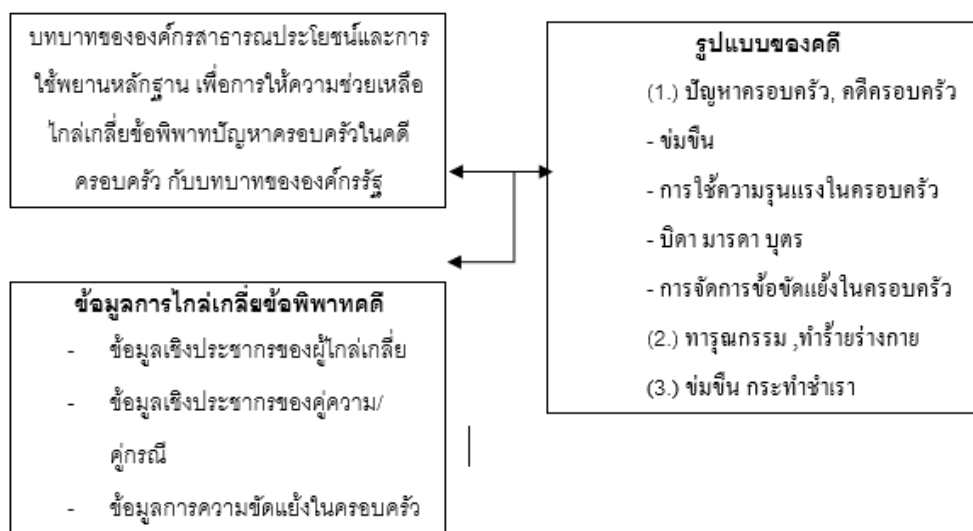 บทบาทขององค์กรสาธารณประโยชน์และการ
ใช้พยานหลักฐาน เพื่อการให้ความช่วยเหลือ
ไกล่เกลี่ยข้อพิพาทปัญหาครอบครัวในคดี
ครอบครัว กับบทบาทขององค์กรรัฐ
ข้อมูลการไกล่เกลี่ยข้อพิพาทคดี
- ข้อมูลเชิงประชากรของผู้ไกล่เกลี่ย
- ข้อมูลเชิงประชากรของคู่ความ/
คู่กรณี
- ข้อมูลการความขัดแย้งในครอบครัว
รูปแบบของคดี
(1.) ปัญหาครอบครัว, คดีครอบครัว
- ข่มขืน
- การใช้ความรุนแรงในครอบครัว
- บิดา มารดา บุตร
- การจัดการข้อขัดแย้งในครอบครัว
(2.) ทารุณกรรม ,ทำร้ายร่างกาย
(3.) ข่มขืน กระทำชำเรา